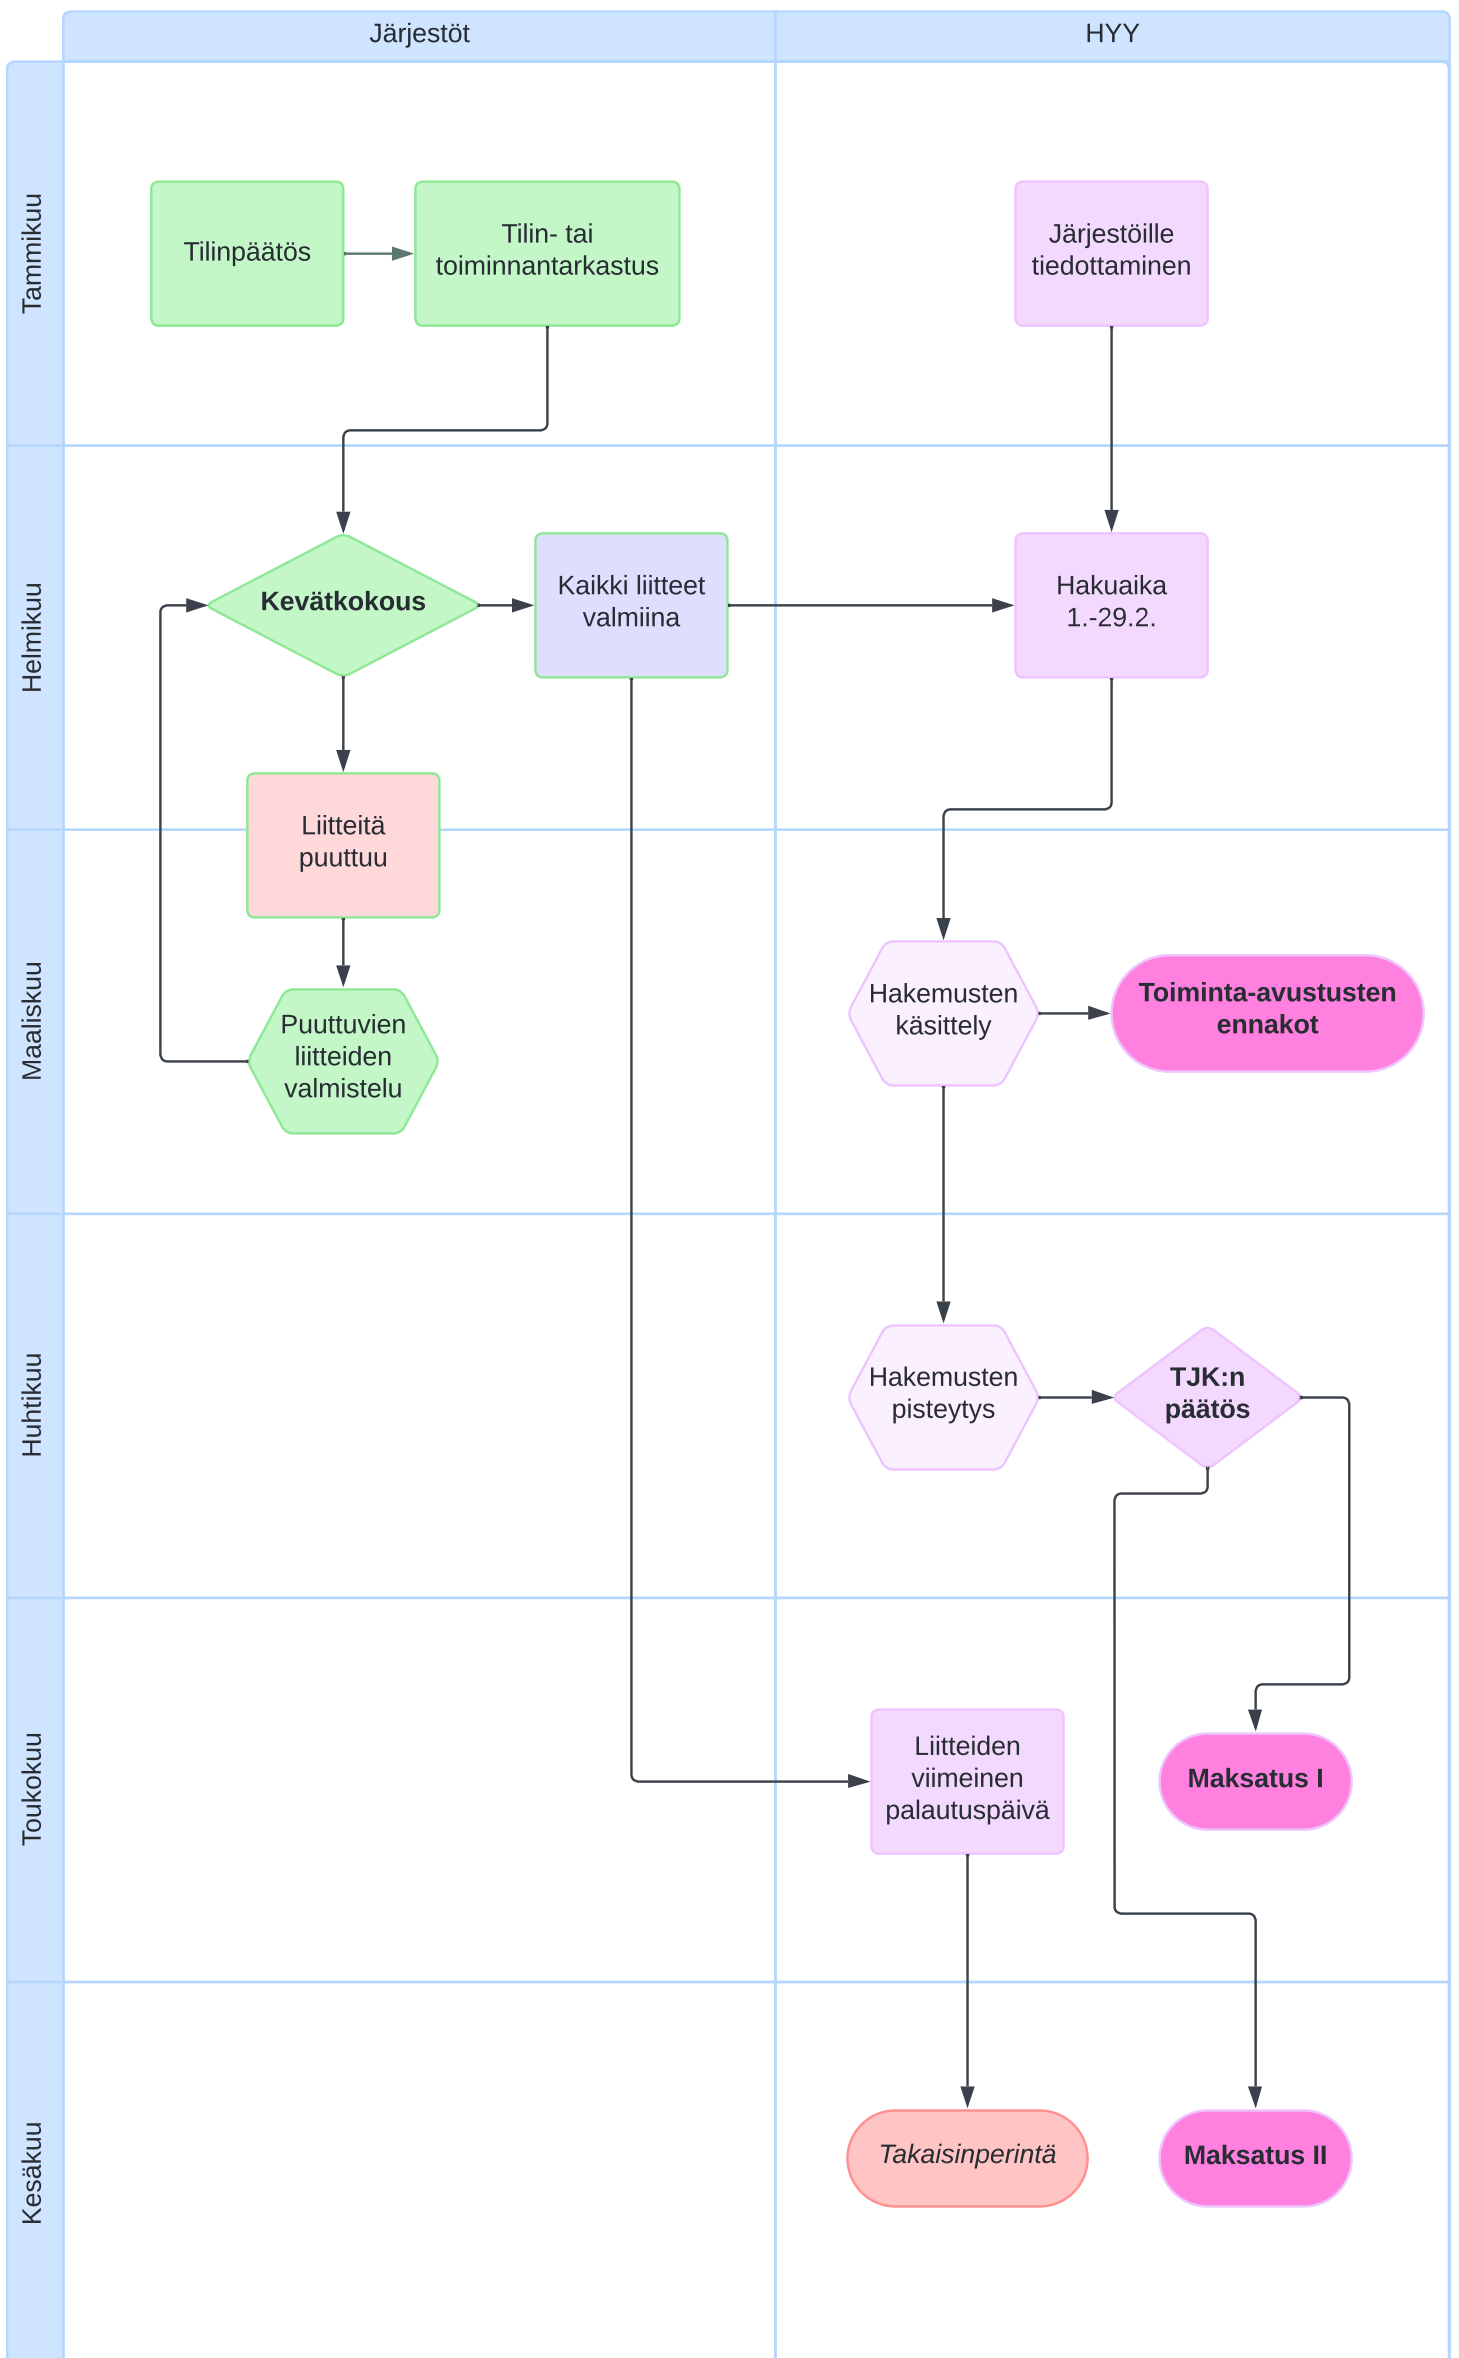 Järjestöt
HYY
Tammikuu
Tilinpäätös
Tilin- tai
toiminnantarkastus
Järjestöille
tiedottaminen
Helmikuu
Kevätkokous
Kaikki liitteet
valmiina
Hakuaika
1.-29.2.
Liitteitä
puuttuu
Maaliskuu
Puuttuvien
liitteiden
valmistelu
Hakemusten
käsittely
Toiminta-avustusten
ennakot
Huhtikuu
Hakemusten
pisteytys
TJK:n
päätös
Toukokuu
Liitteiden
viimeinen
palautuspäivä
Maksatus I
Kesäkuu
Takaisinperintä
Maksatus II